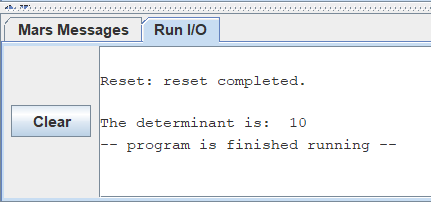 Mars Messages Run I/O
Reset: reset completed.
Clear
The determinant is:  10
-- program is finished running --